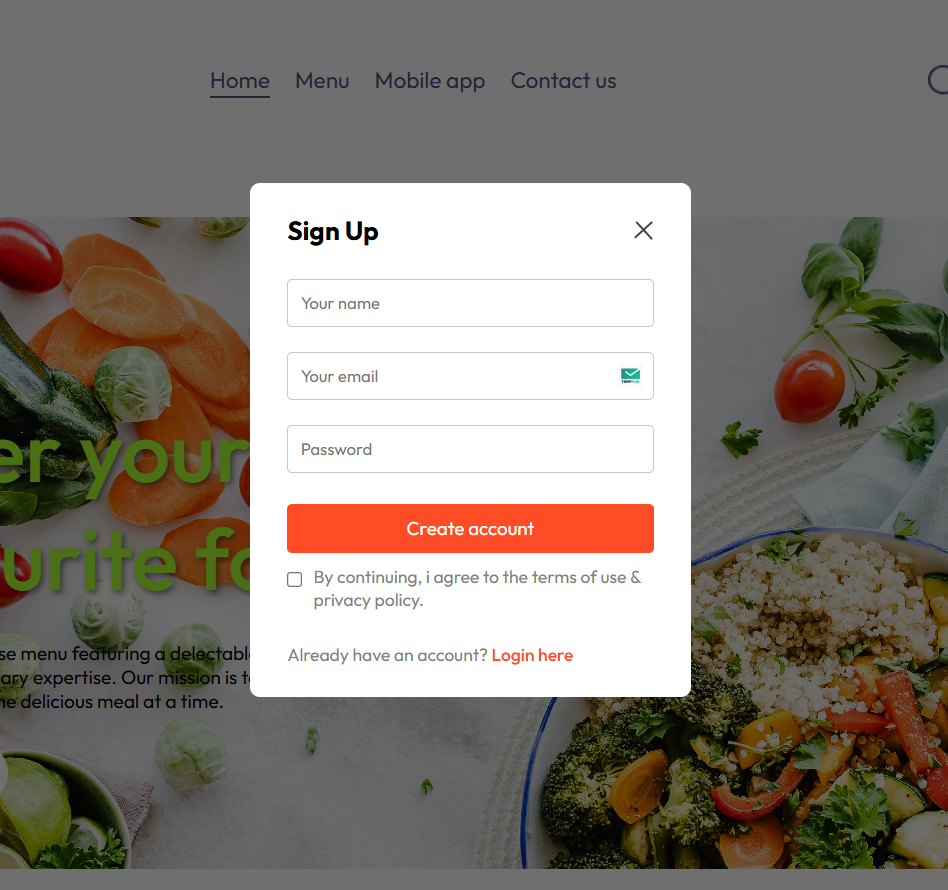 Home Menu Mobile app Contact us
Sign Up
Your name
Your email
Password
Create account
By continuing, i agree to the terms of use &
privacy policy.
Already have an account? Login here
er your
urite fo
se menu featuring a delectabl
ary expertise. Our mission is t
ne delicious meal at a time.